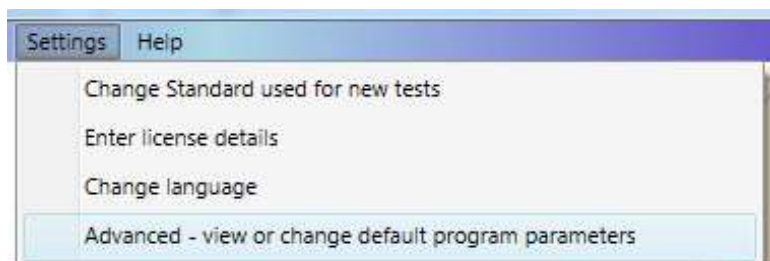 Settings Help
Change Standard used for new tests
Enter license details
Change language
Advanced - view or change default program parameters